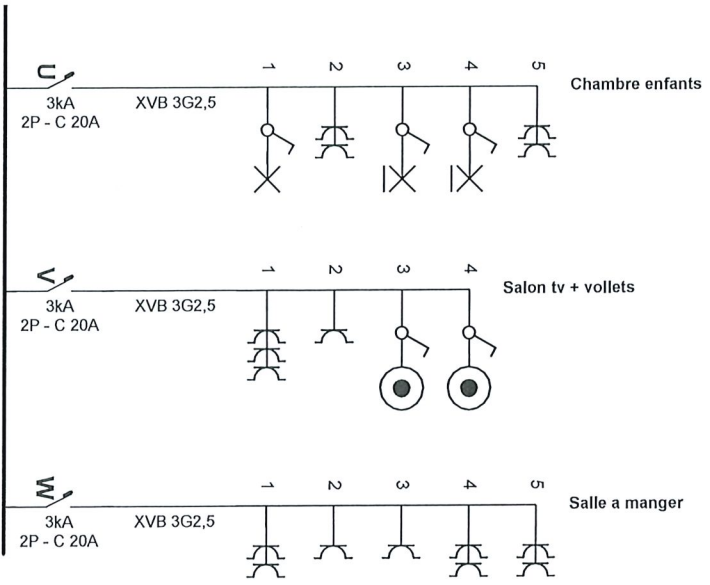 U
1 2 3 4 5
Chambre enfants
3kA
XVB 3G2,5
2P - C 20A
V
1 2 3 4
Salon tv + vollets
3kA
XVB 3G2,5
2P - C 20A
W
1 2 3 4 5
Salle a manger
3kA
XVB 3G2,5
2P - C 20A